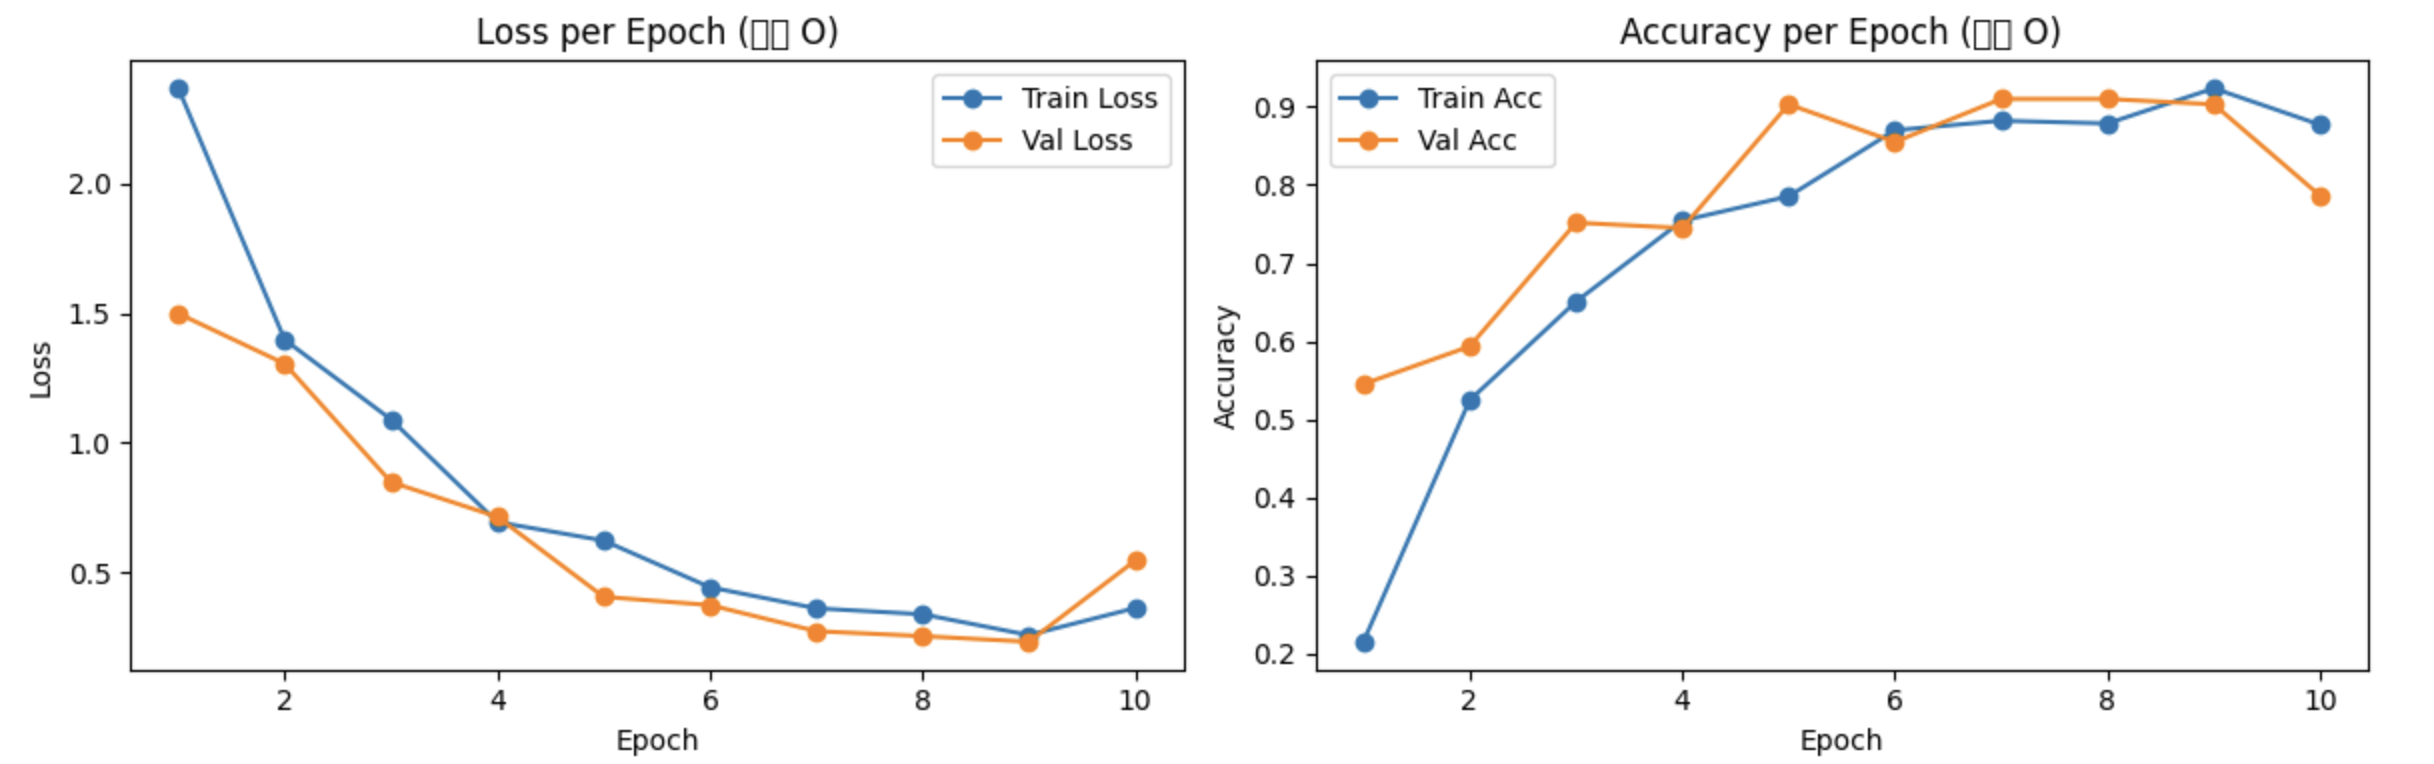 Loss per Epoch (□□ O)
Train Loss
Val Loss
2.0
1.5
1.0
0.5
Loss
2 4 6 8 10
Epoch
Accuracy per Epoch (□□ O)
Train Acc
Val Acc
0.9
0.8
0.7
0.6
0.5
0.4
0.3
0.2
Accuracy
2 4 6 8 10
Epoch